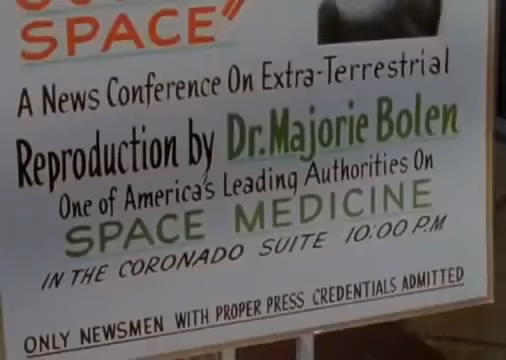 SPACE"
A News Conference On Extra-Terrestrial
Reproduction by Dr. Majorie Bolen
One of America's Leading Authorities On
SPACE MEDICINE
IN THE CORONADO SUITE 10:00 P.M
ONLY NEWSMEN WITH PROPER PRESS CREDENTIALS ADMITTED